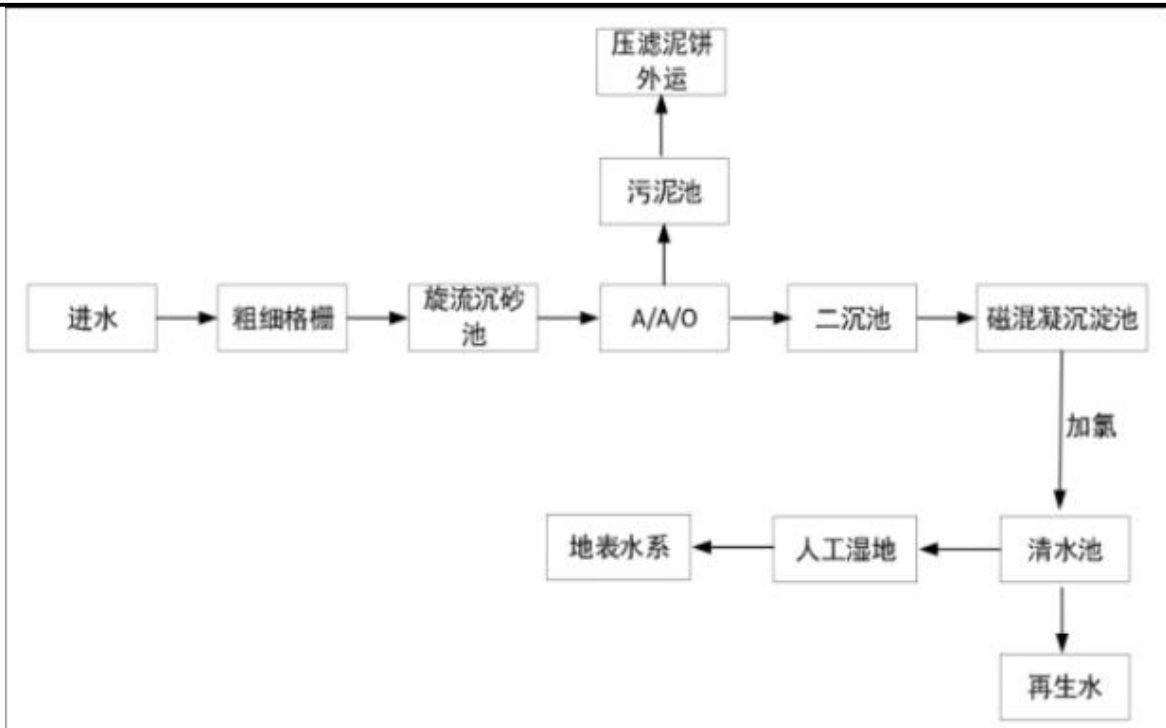 压滤泥饼
外运
污泥池
进水
粗细格栅
旋流沉砂
池
A/A/O
二沉池
磁混凝沉淀池
加氯
地表水系
人工湿地
清水池
再生水